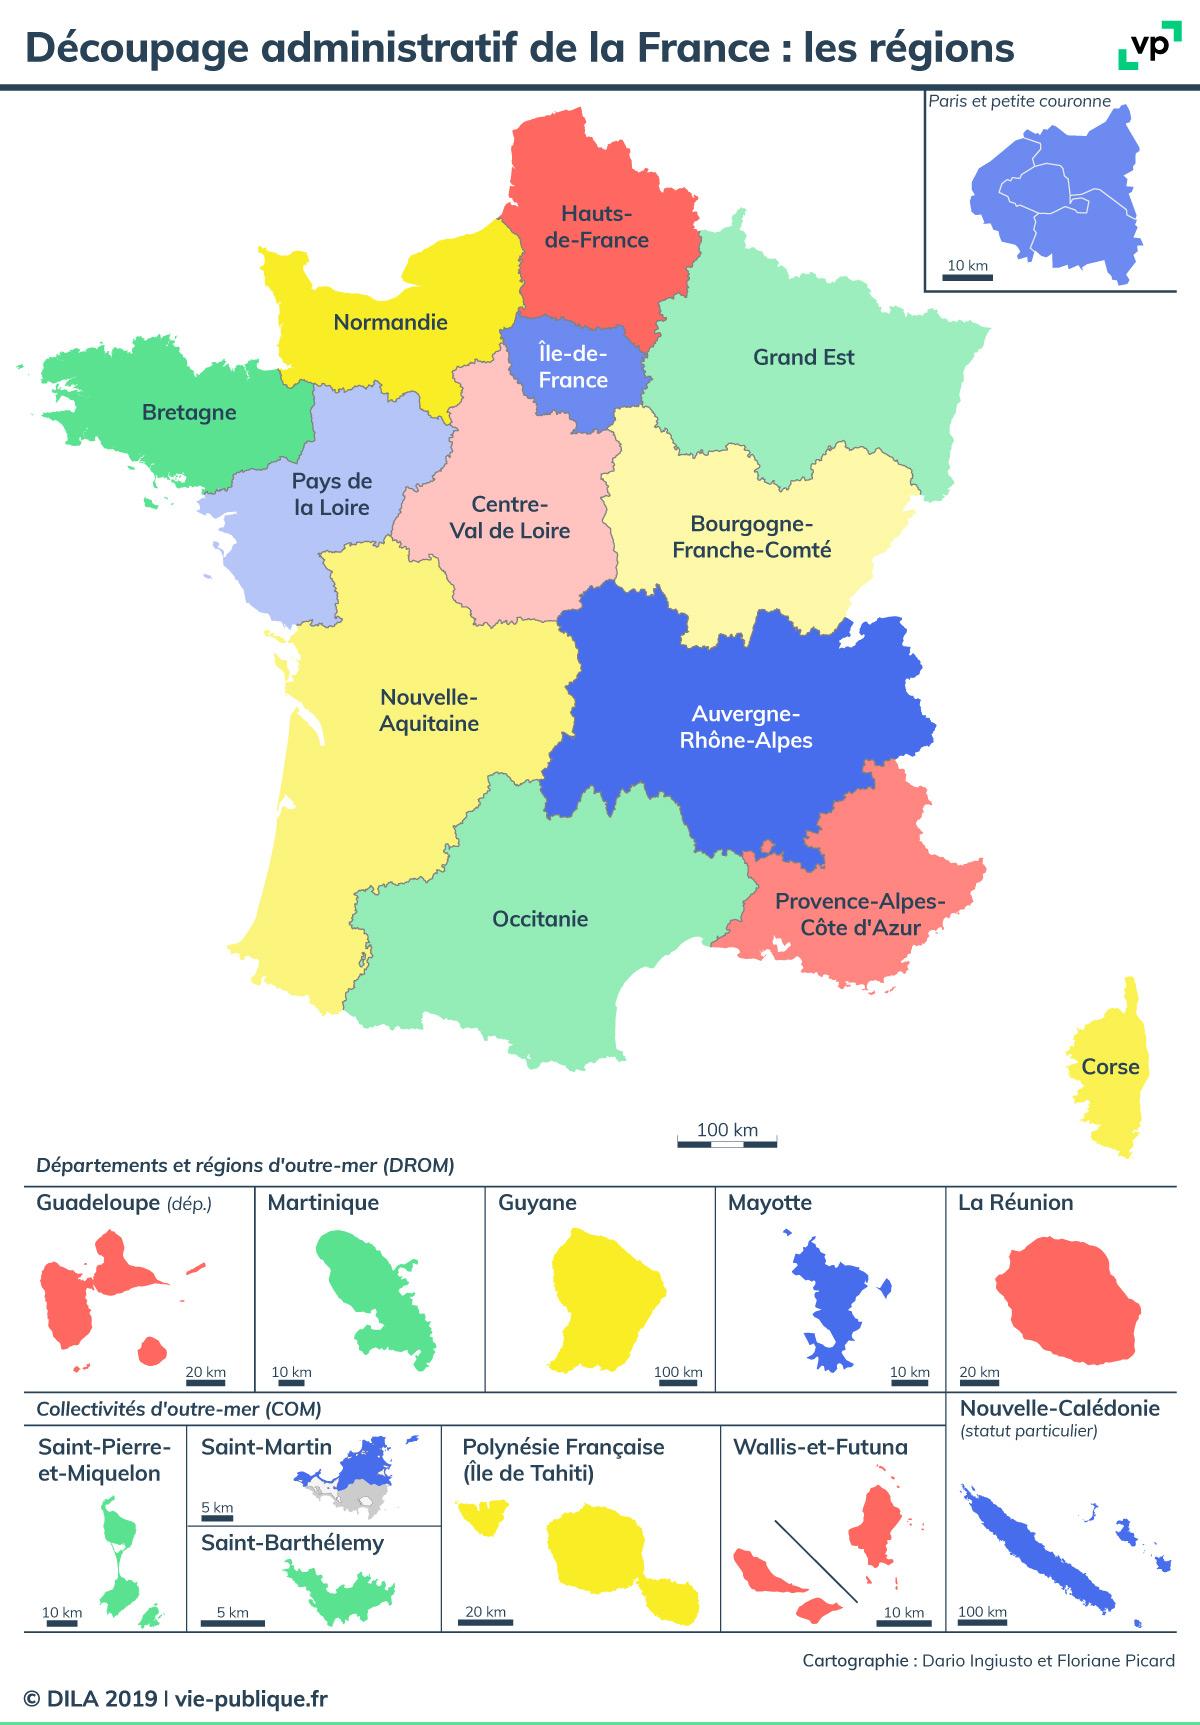 Découpage administratif de la France : les régions
vp
Paris et petite couronne
10 km
Hauts-
de-France
Normandie
Île-de-
France
Grand Est
Bretagne
Pays de
la Loire
Centre-
Val de Loire
Bourgogne-
Franche-Comté
Nouvelle-
Aquitaine
Auvergne-
Rhône-Alpes
Occitanie
Provence-Alpes-
Côte d'Azur
Corse
100 km
Départements et régions d'outre-mer (DROM)
Guadeloupe (dép.)
20 km
Martinique
10 km
Guyane
100 km
Mayotte
10 km
La Réunion
20 km
Collectivités d'outre-mer (COM)
Saint-Pierre-
et-Miquelon
10 km
Saint-Martin
5 km
Saint-Barthélemy
5 km
Polynésie Française
(Île de Tahiti)
20 km
Wallis-et-Futuna
10 km
Nouvelle-Calédonie
(statut particulier)
100 km
Cartographie : Dario Ingiusto et Floriane Picard
© DILA 2019 | vie-publique.fr